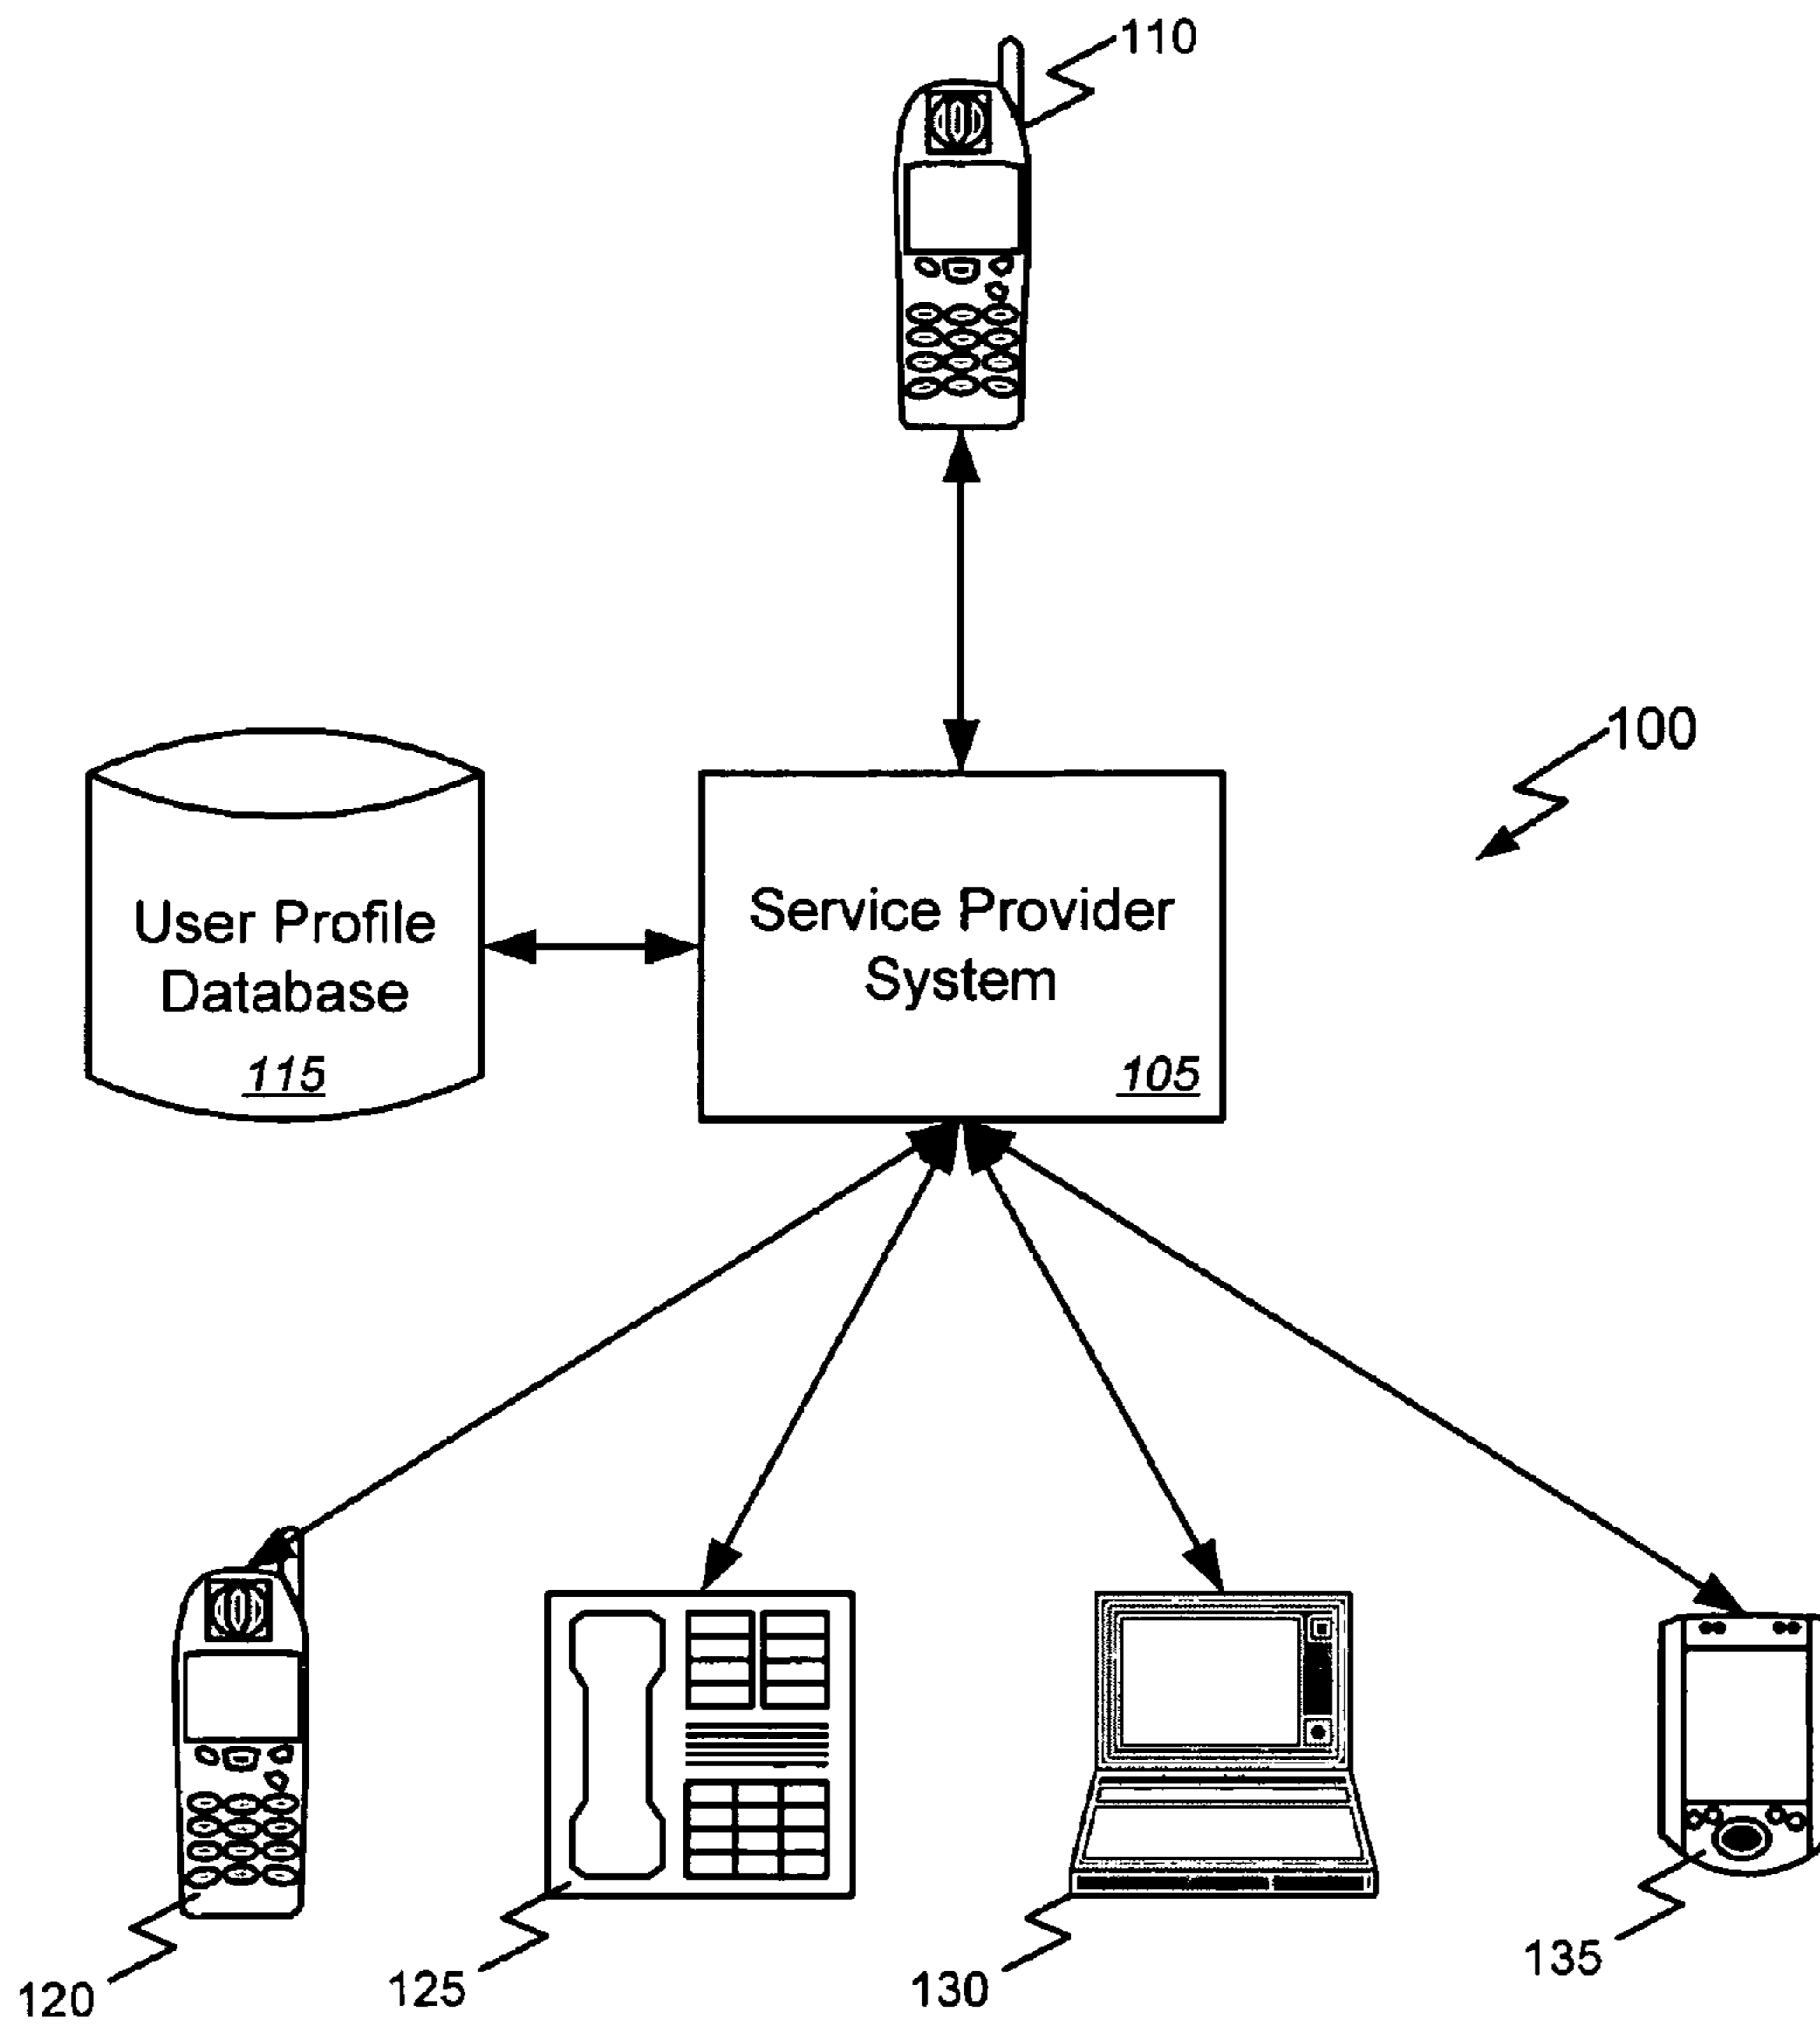 110
100
User Profile
Database
115
Service Provider
System
105
120
125
130
135